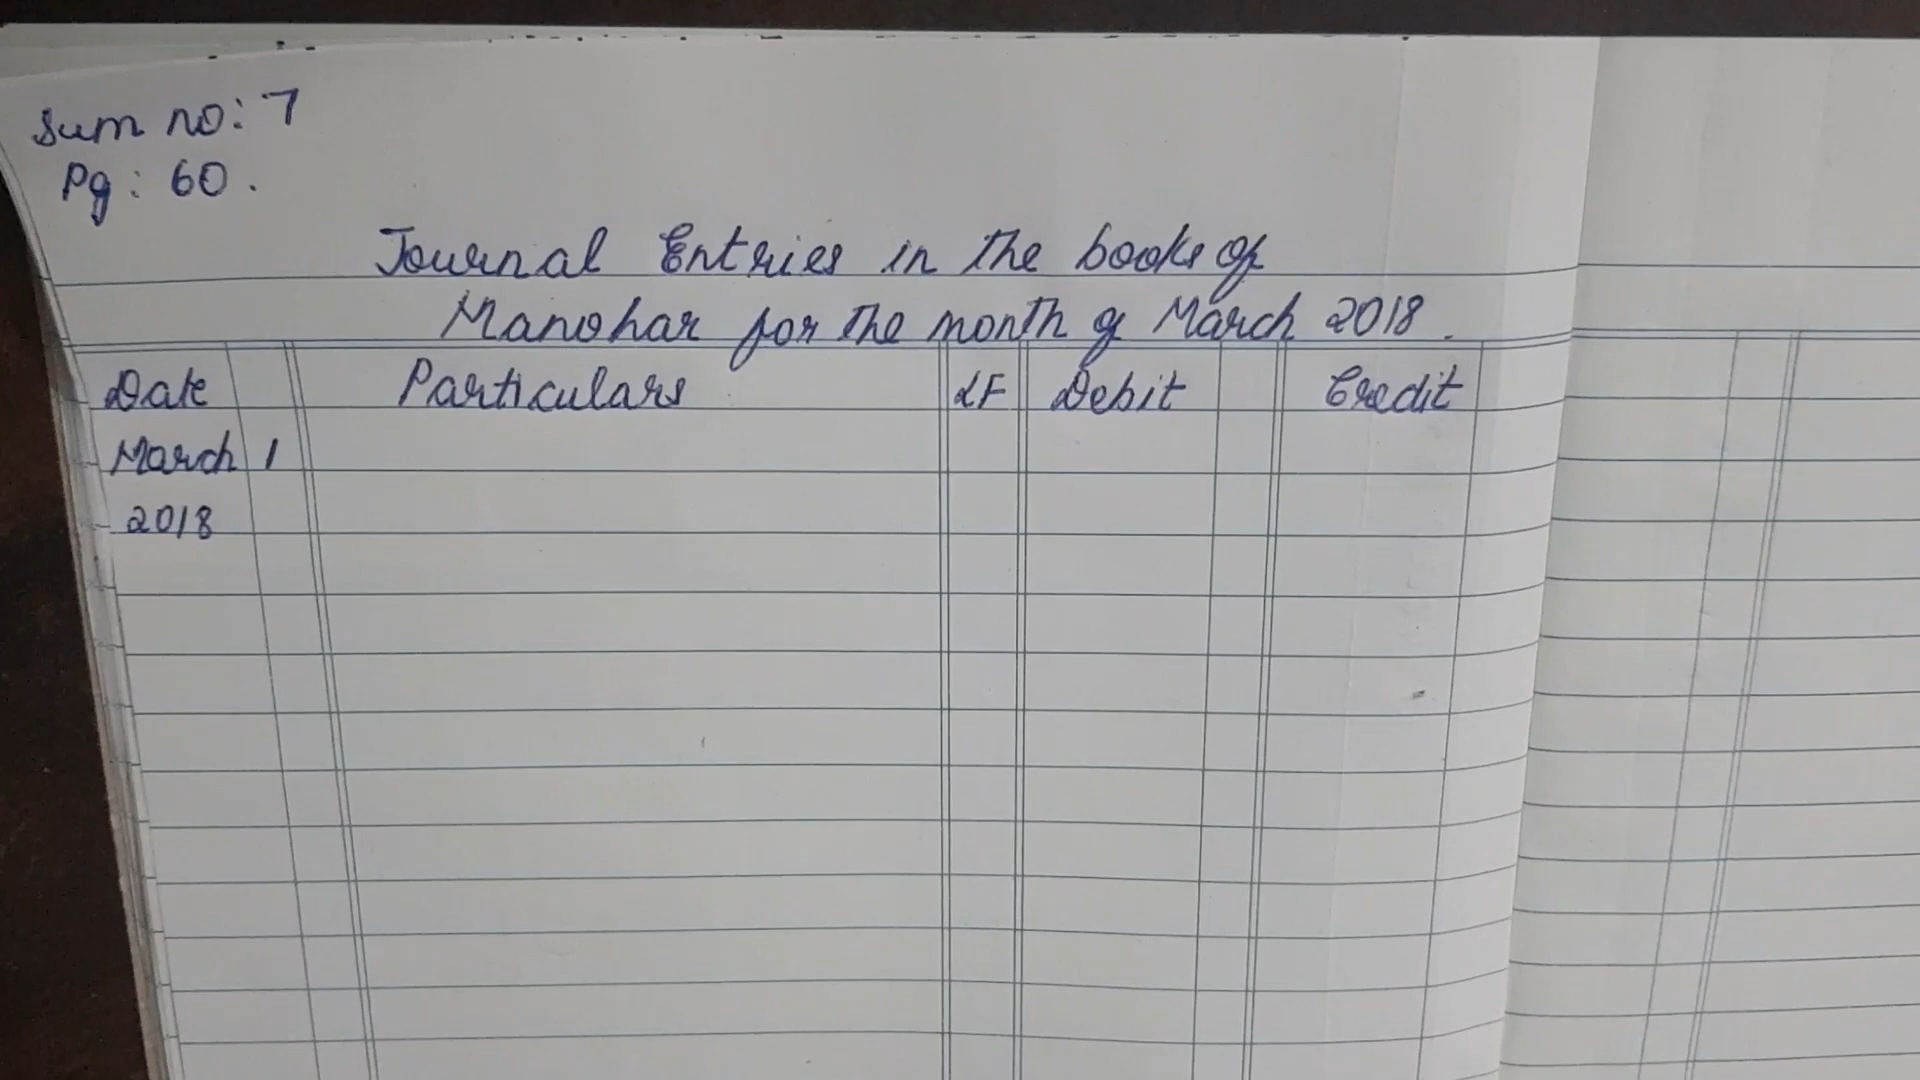 Sum no: 7
Pg: 60.
Journal Entries in the books of
Manohar for the month of March 2018.
Date Particulars LF Debit Credit
March 1
2018